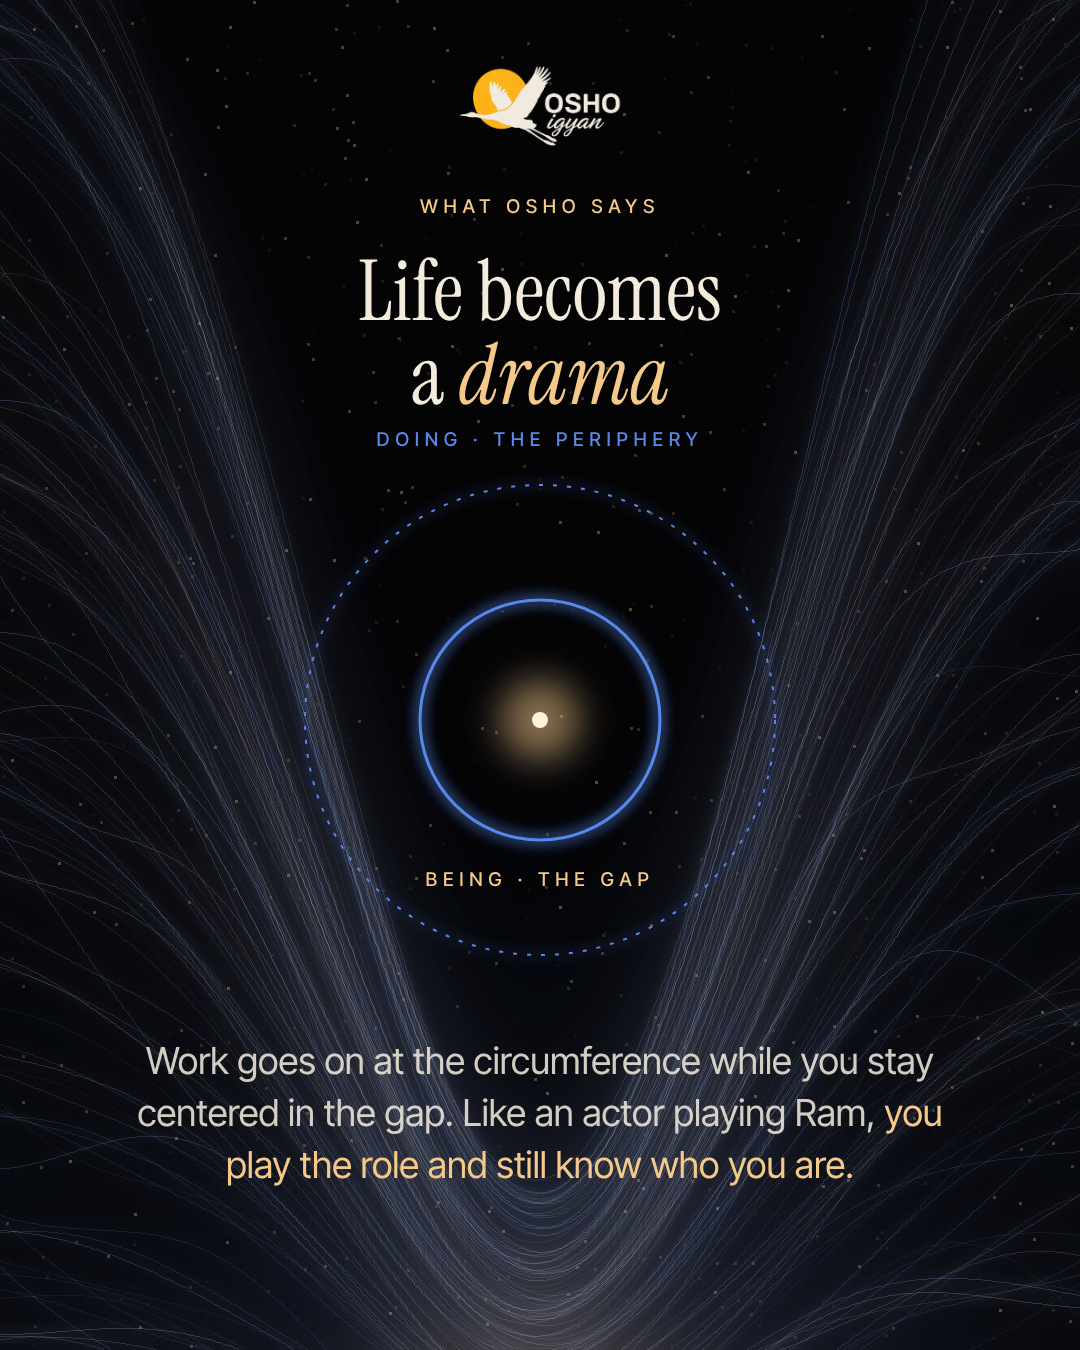 OSHO
igyan
WHAT OSHO SAYS
Life becomes
a drama
DOING · THE PERIPHERY
BEING · THE GAP
Work goes on at the circumference while you stay
centered in the gap. Like an actor playing Ram, you
play the role and still know who you are.